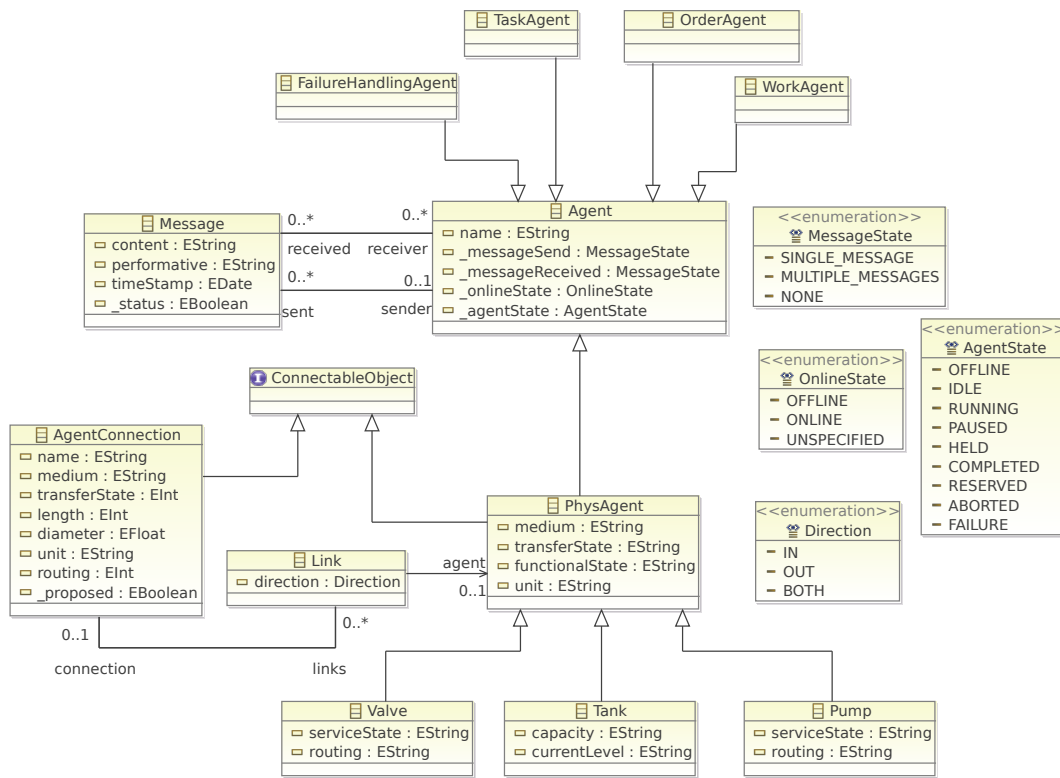 TaskAgent
OrderAgent
FailureHandlingAgent
WorkAgent
Message
content : EString
performative : EString
timeStamp : EDate
_status : EBoolean
0..*
0..*
received
receiver
0..*
0..1
sent
sender
Agent
name : EString
_messageSend : MessageState
_messageReceived : MessageState
_onlineState : OnlineState
_agentState : AgentState
<<enumeration>>
MessageState
SINGLE_MESSAGE
MULTIPLE_MESSAGES
NONE
<<enumeration>>
AgentState
OFFLINE
IDLE
RUNNING
PAUSED
HELD
COMPLETED
RESERVED
ABORTED
FAILURE
<<enumeration>>
OnlineState
OFFLINE
ONLINE
UNSPECIFIED
ConnectableObject
AgentConnection
name : EString
medium : EString
transferState : EInt
length : EInt
diameter : EFloat
unit : EString
routing : EInt
_proposed : EBoolean
PhysAgent
medium : EString
transferState : EString
functionalState : EString
unit : EString
<<enumeration>>
Direction
IN
OUT
BOTH
Link
direction : Direction
agent
0..1
0..1
0..*
connection
links
Valve
serviceState : EString
routing : EString
Tank
capacity : EString
currentLevel : EString
Pump
serviceState : EString
routing : EString